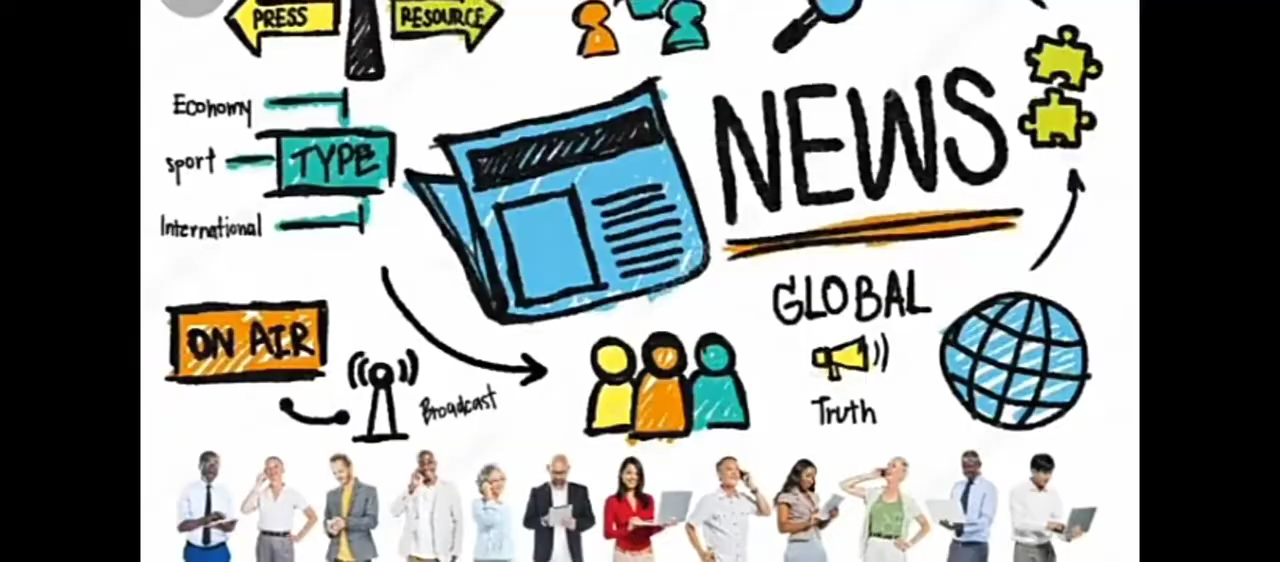 PRESS
RESOURCE
Economy
sport
TYPE
International
NEWS
GLOBAL
ON AIR
Broadcast
Truth